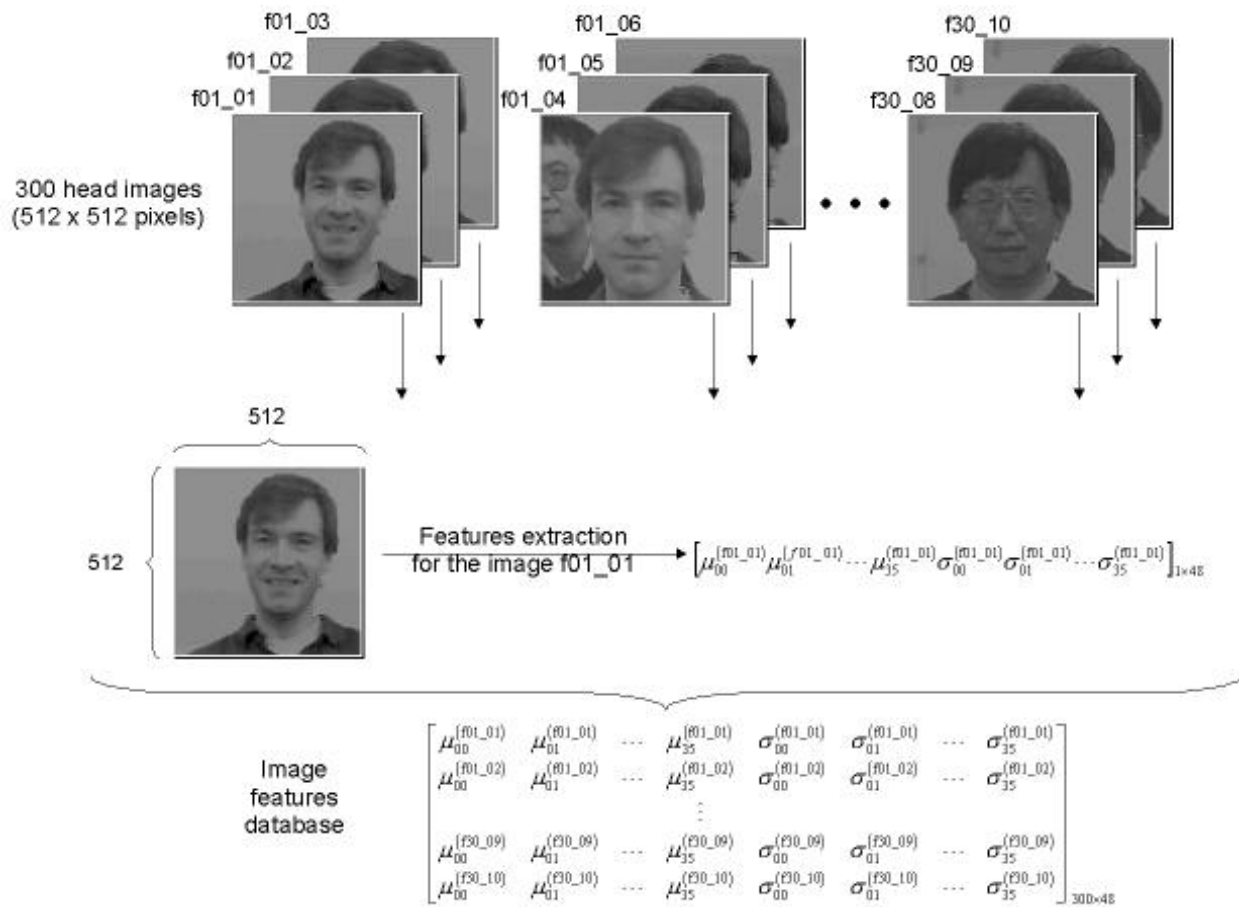 f01_03
f01_02
f01_01
f01_06
f01_05
f01_04
f30_10
f30_09
f30_08
300 head images
(512 x 512 pixels)
• • •
512
512
Features extraction
for the image f01_01
[μ₀₀^(f01_01) μ₀₁^(f01_01) ··· μ₃₅^(f01_01) σ₀₀^(f01_01) σ₀₁^(f01_01) ··· σ₃₅^(f01_01)]₁×₄₈
Image
features
database
μ₀₀^(f01_01) μ₀₁^(f01_01) ··· μ₃₅^(f01_01) σ₀₀^(f01_01) σ₀₁^(f01_01) ··· σ₃₅^(f01_01)
μ₀₀^(f01_02) μ₀₁^(f01_02) ··· μ₃₅^(f01_02) σ₀₀^(f01_02) σ₀₁^(f01_02) ··· σ₃₅^(f01_02)
⋮
μ₀₀^(f30_09) μ₀₁^(f30_09) ··· μ₃₅^(f30_09) σ₀₀^(f30_09) σ₀₁^(f30_09) ··· σ₃₅^(f30_09)
μ₀₀^(f30_10) μ₀₁^(f30_10) ··· μ₃₅^(f30_10) σ₀₀^(f30_10) σ₀₁^(f30_10) ··· σ₃₅^(f30_10)
300×48